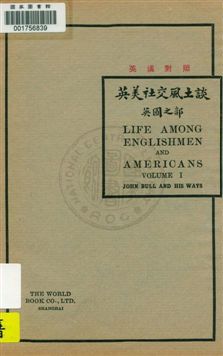 國家圖書館
001756839
英漢對照
英美社交風土談
英國之部
LIFE AMONG
ENGLISHMEN
AND
AMERICANS
VOLUME I
JOHN BULL AND HIS WAYS
THE WORLD
BOOK CO., LTD.
SHANGHAI